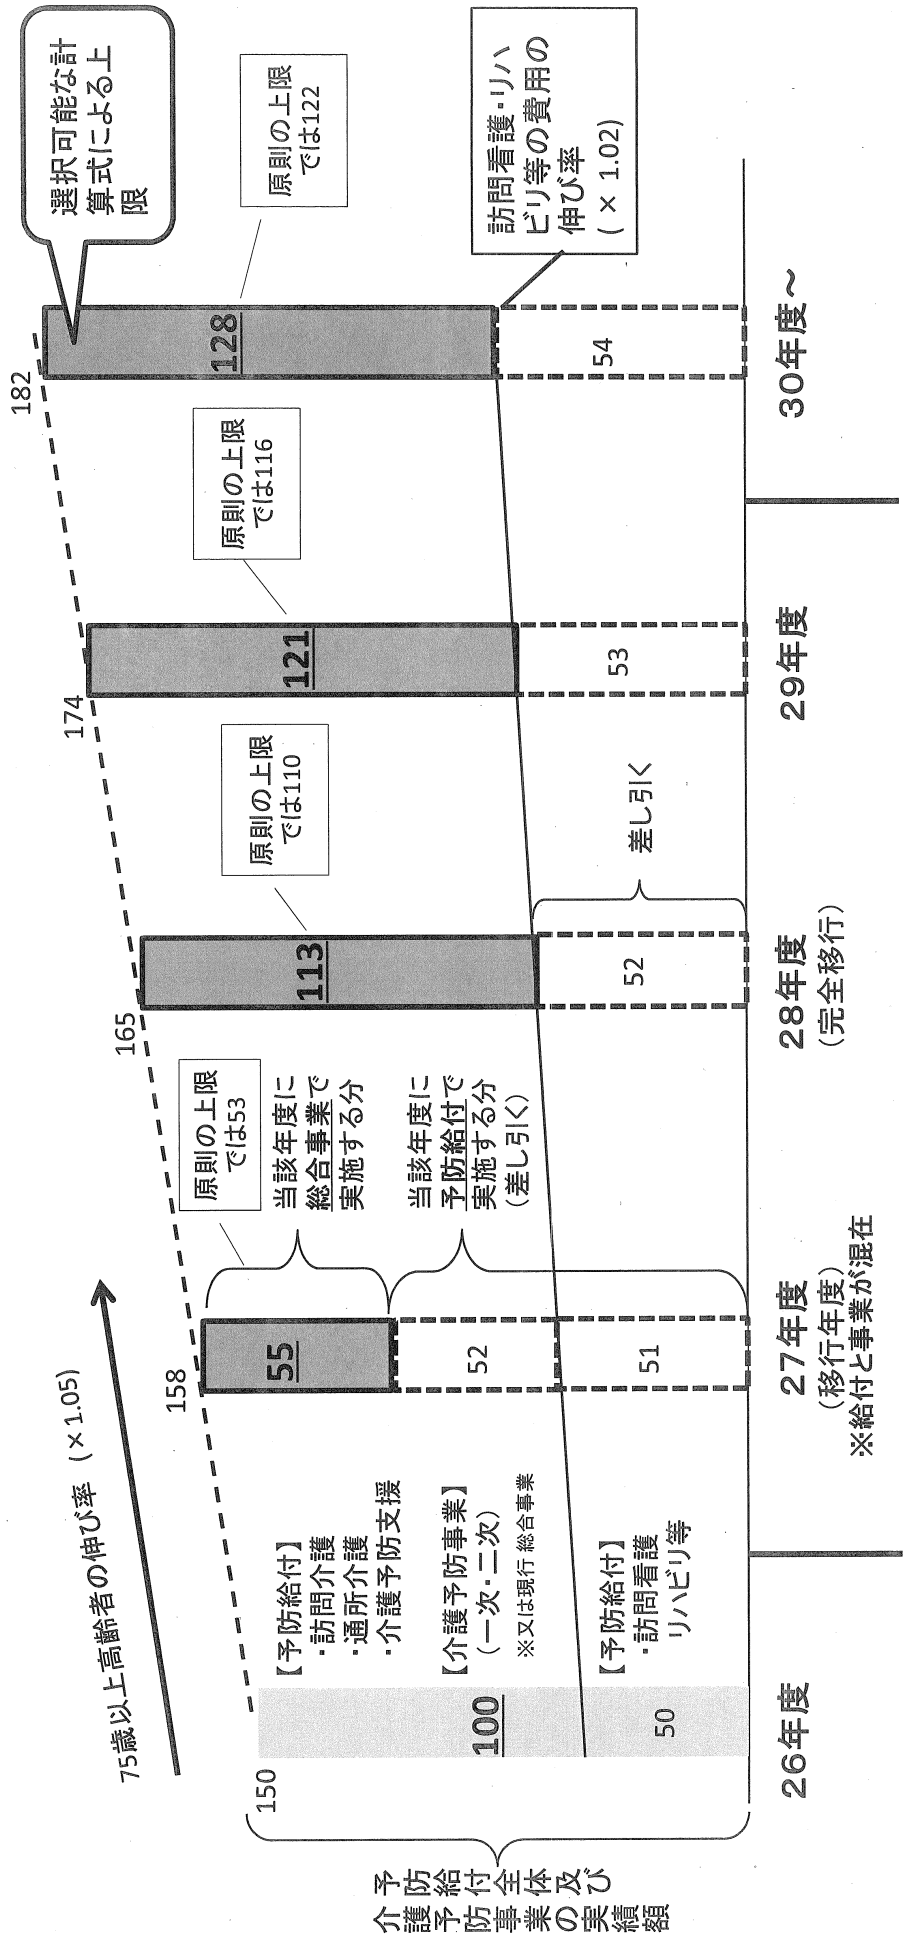 75歳以上高齢者の伸び率 (×1.05)
予防給付全体及び
介護予防事業の実績
額
150
100
50
【予防給付】
・訪問介護
・通所介護
・介護予防支援
【介護予防事業】
(一次・二次)
※又は現行 総合事業
【予防給付】
・訪問看護
リハビリ等
26年度
158
55
52
51
原則の上限
では53
当該年度に
総合事業で
実施する分
当該年度に
予防給付で
実施する分
(差し引く)
27年度
(移行年度)
※給付と事業が混在
165
113
52
原則の上限
では110
差し引く
28年度
(完全移行)
174
121
53
原則の上限
では116
29年度
182
128
54
原則の上限
では122
選択可能な計
算式による上
限
訪問看護・リハ
ビリ等の費用の
伸び率
(×1.02)
30年度~